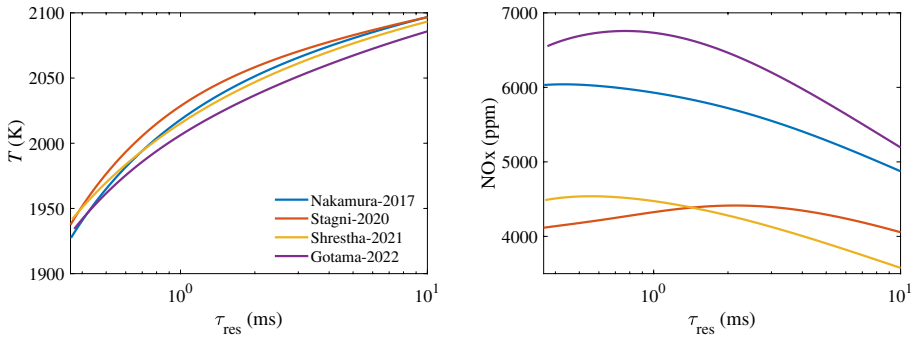 2100
2050
2000
1950
1900
T (K)
Nakamura-2017
Stagni-2020
Shrestha-2021
Gotama-2022
10^0
10^1
τ_res (ms)
7000
6000
5000
4000
NOx (ppm)
10^0
10^1
τ_res (ms)